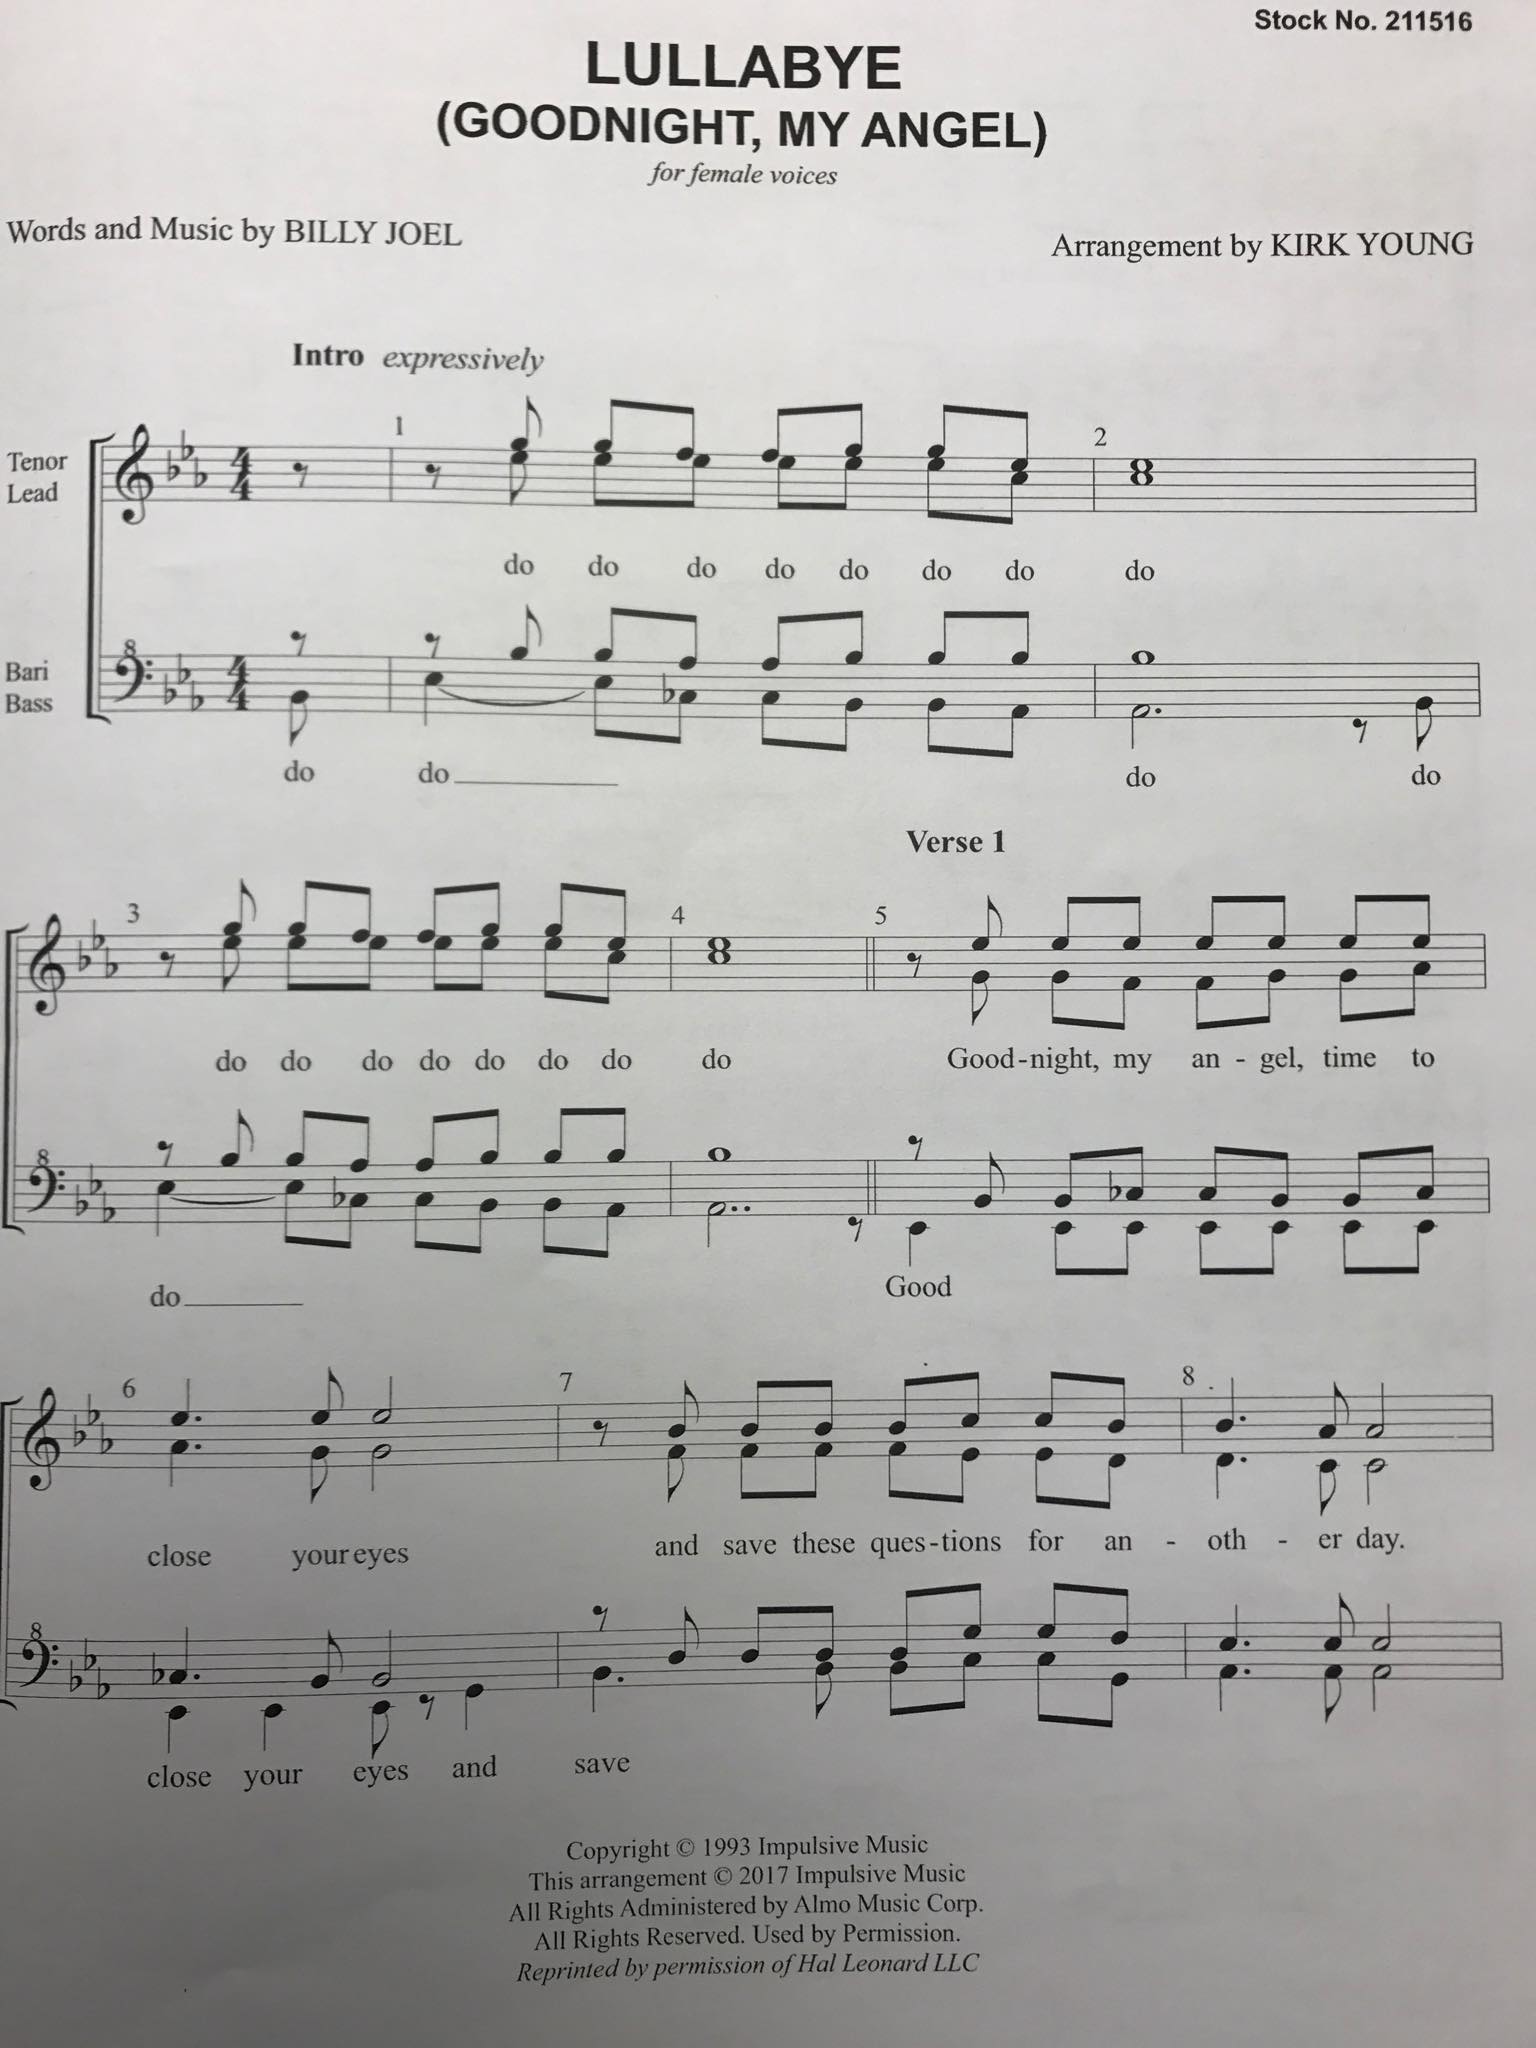 Stock No. 211516
LULLABYE
(GOODNIGHT, MY ANGEL)
for female voices
Words and Music by BILLY JOEL
Arrangement by KIRK YOUNG
Intro expressively
1
2
Tenor
Lead
4
4
do do do do do do do do
8
Bari
Bass
4
4
do do do do
Verse 1
3
4
5
do do do do do do do do Good-night, my an - gel, time to
8
do Good
6
7
8
close your eyes and save these ques-tions for an - oth - er day.
8
close your eyes and save
Copyright © 1993 Impulsive Music
This arrangement © 2017 Impulsive Music
All Rights Administered by Almo Music Corp.
All Rights Reserved. Used by Permission.
Reprinted by permission of Hal Leonard LLC